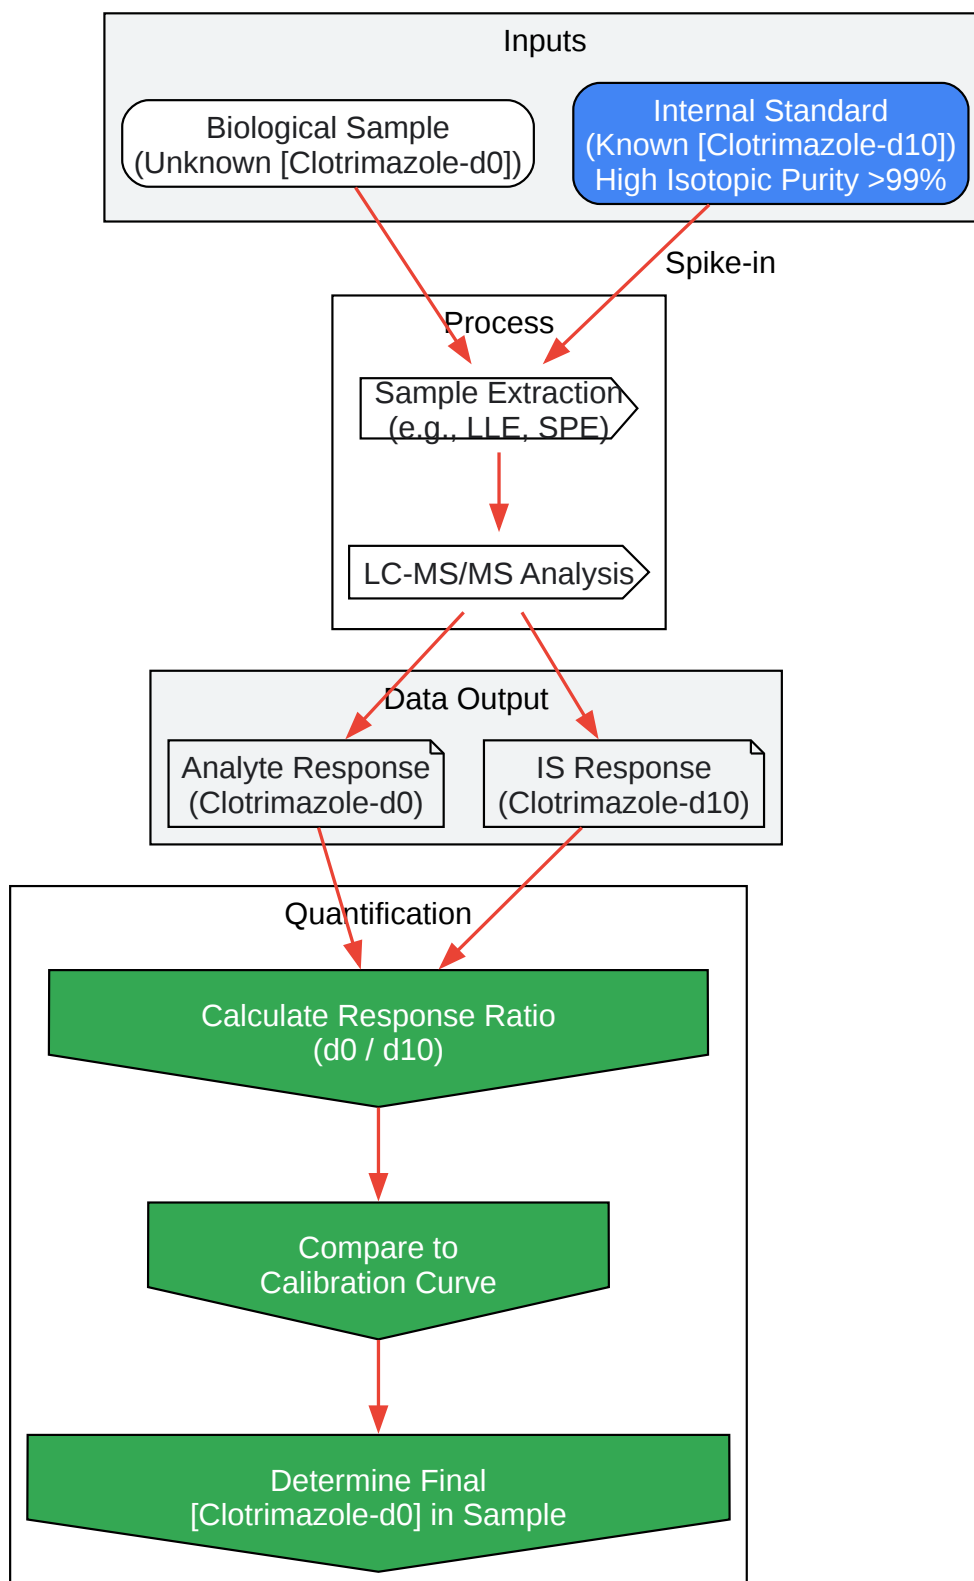 Inputs
Biological Sample
(Unknown [Clotrimazole-d0])
Internal Standard
(Known [Clotrimazole-d10])
High Isotopic Purity >99%
Spike-in
Process
Sample Extraction
(e.g., LLE, SPE)
LC-MS/MS Analysis
Data Output
Analyte Response
(Clotrimazole-d0)
IS Response
(Clotrimazole-d10)
Quantification
Calculate Response Ratio
(d0 / d10)
Compare to
Calibration Curve
Determine Final
[Clotrimazole-d0] in Sample